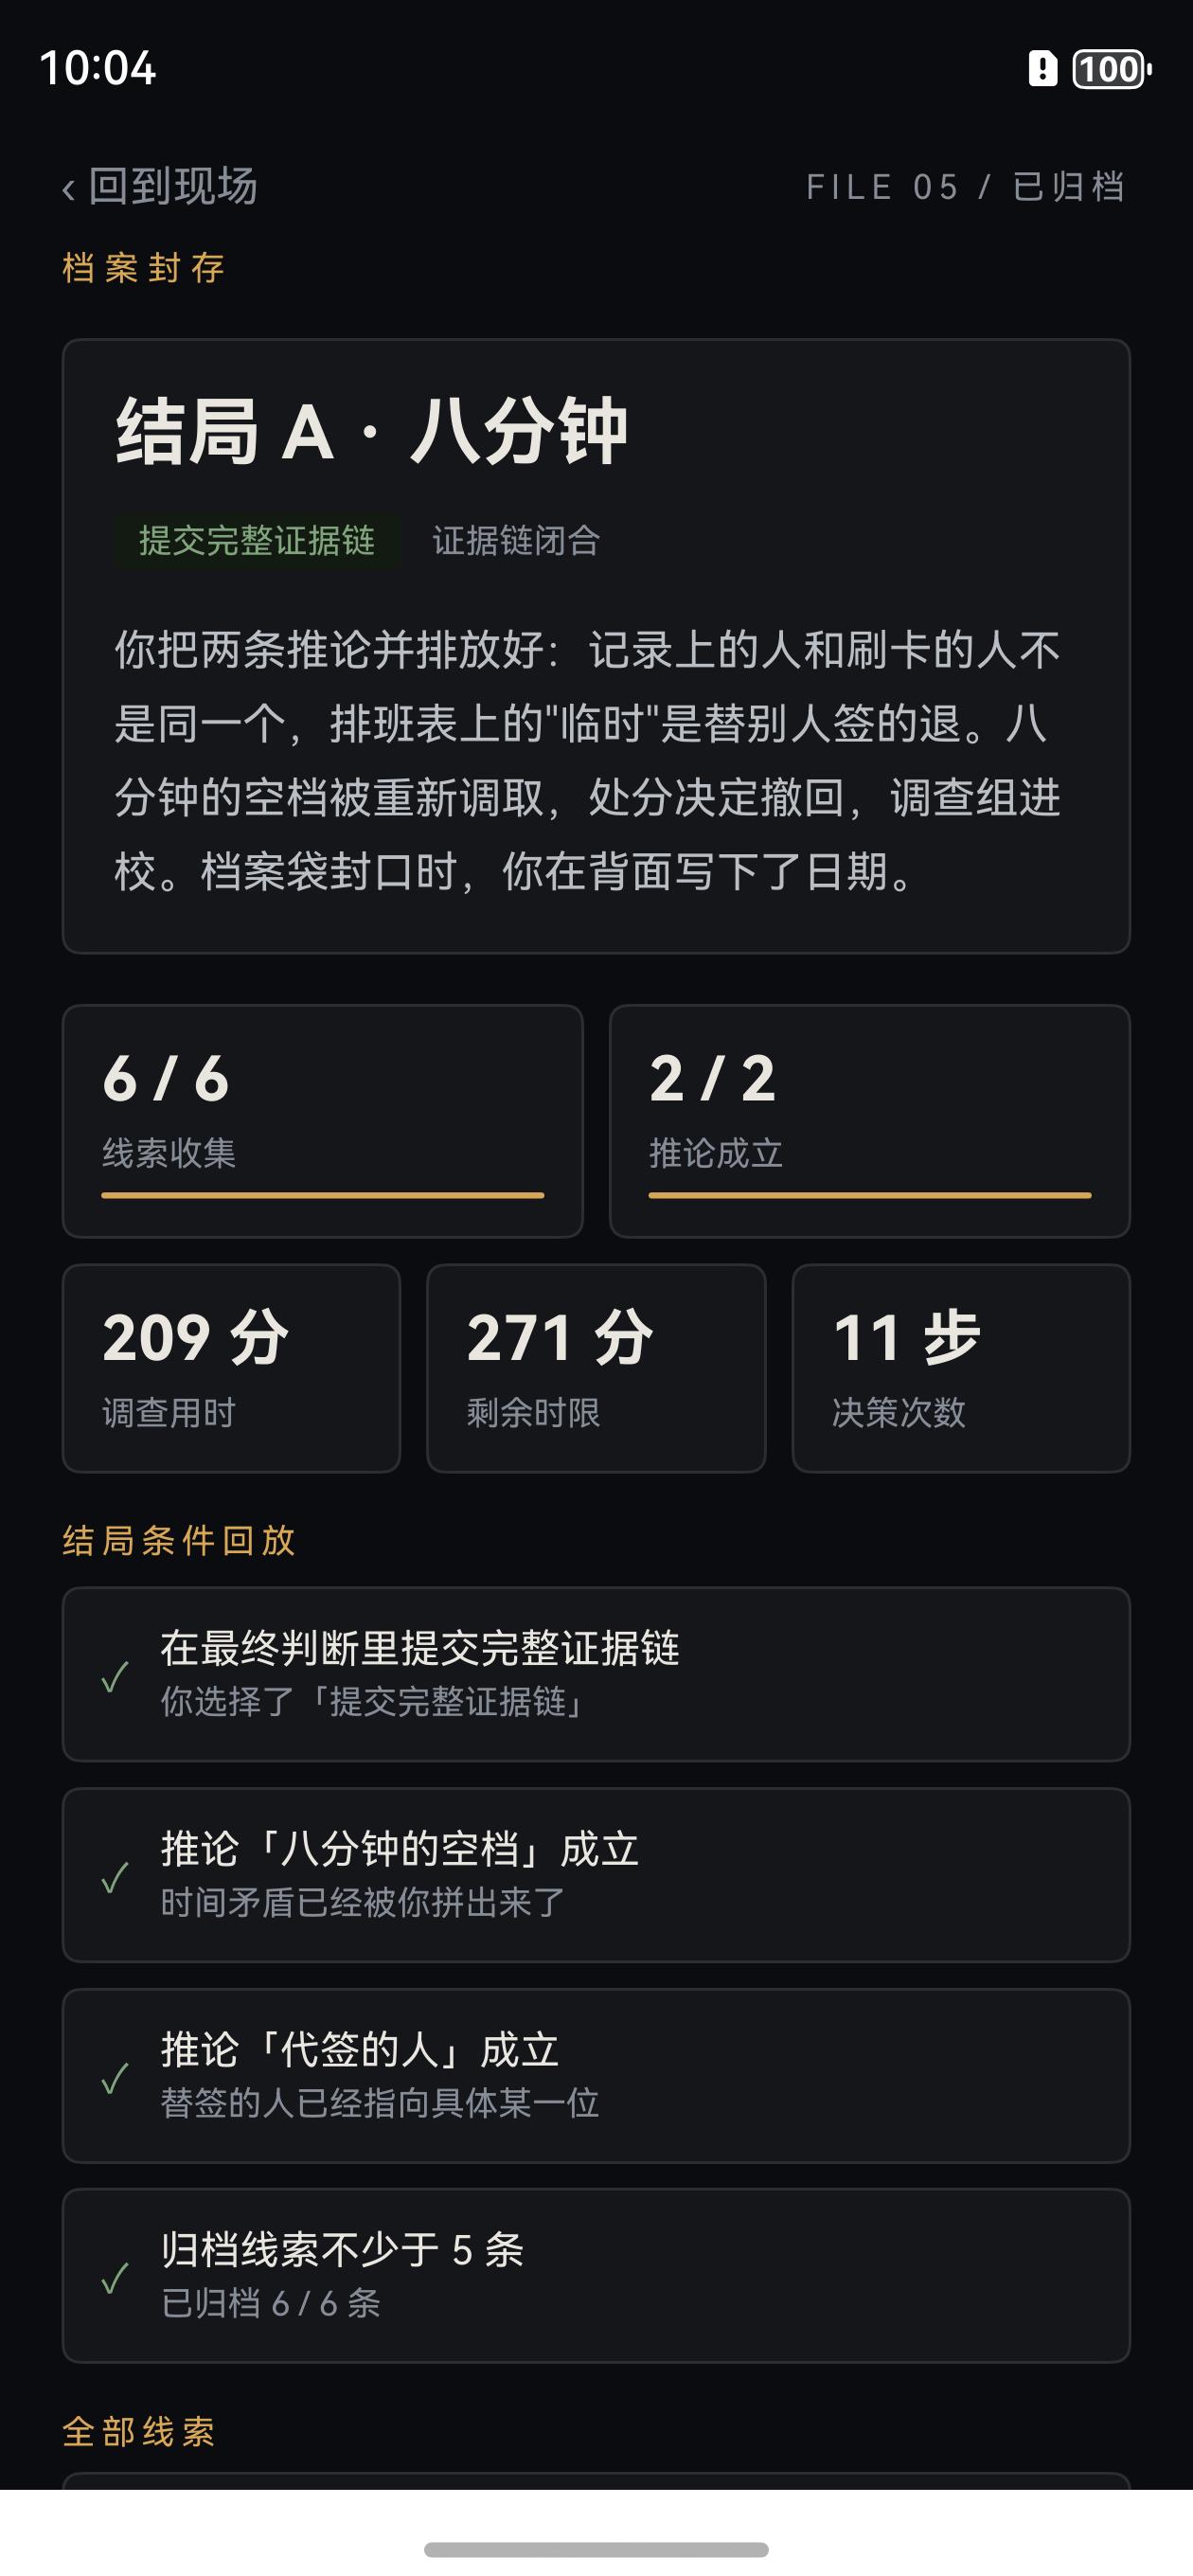 10:04
100
‹ 回到现场
FILE 05 / 已归档
档案封存
结局 A · 八分钟
提交完整证据链 证据链闭合
你把两条推论并排放好：记录上的人和刷卡的人不
是同一个，排班表上的"临时"是替别人签的退。八
分钟的空档被重新调取，处分决定撤回，调查组进
校。档案袋封口时，你在背面写下了日期。
6 / 6
线索收集
2 / 2
推论成立
209 分
调查用时
271 分
剩余时限
11 步
决策次数
结局条件回放
✓ 在最终判断里提交完整证据链
你选择了「提交完整证据链」
✓ 推论「八分钟的空档」成立
时间矛盾已经被你拼出来了
✓ 推论「代签的人」成立
替签的人已经指向具体某一位
✓ 归档线索不少于 5 条
已归档 6 / 6 条
全部线索